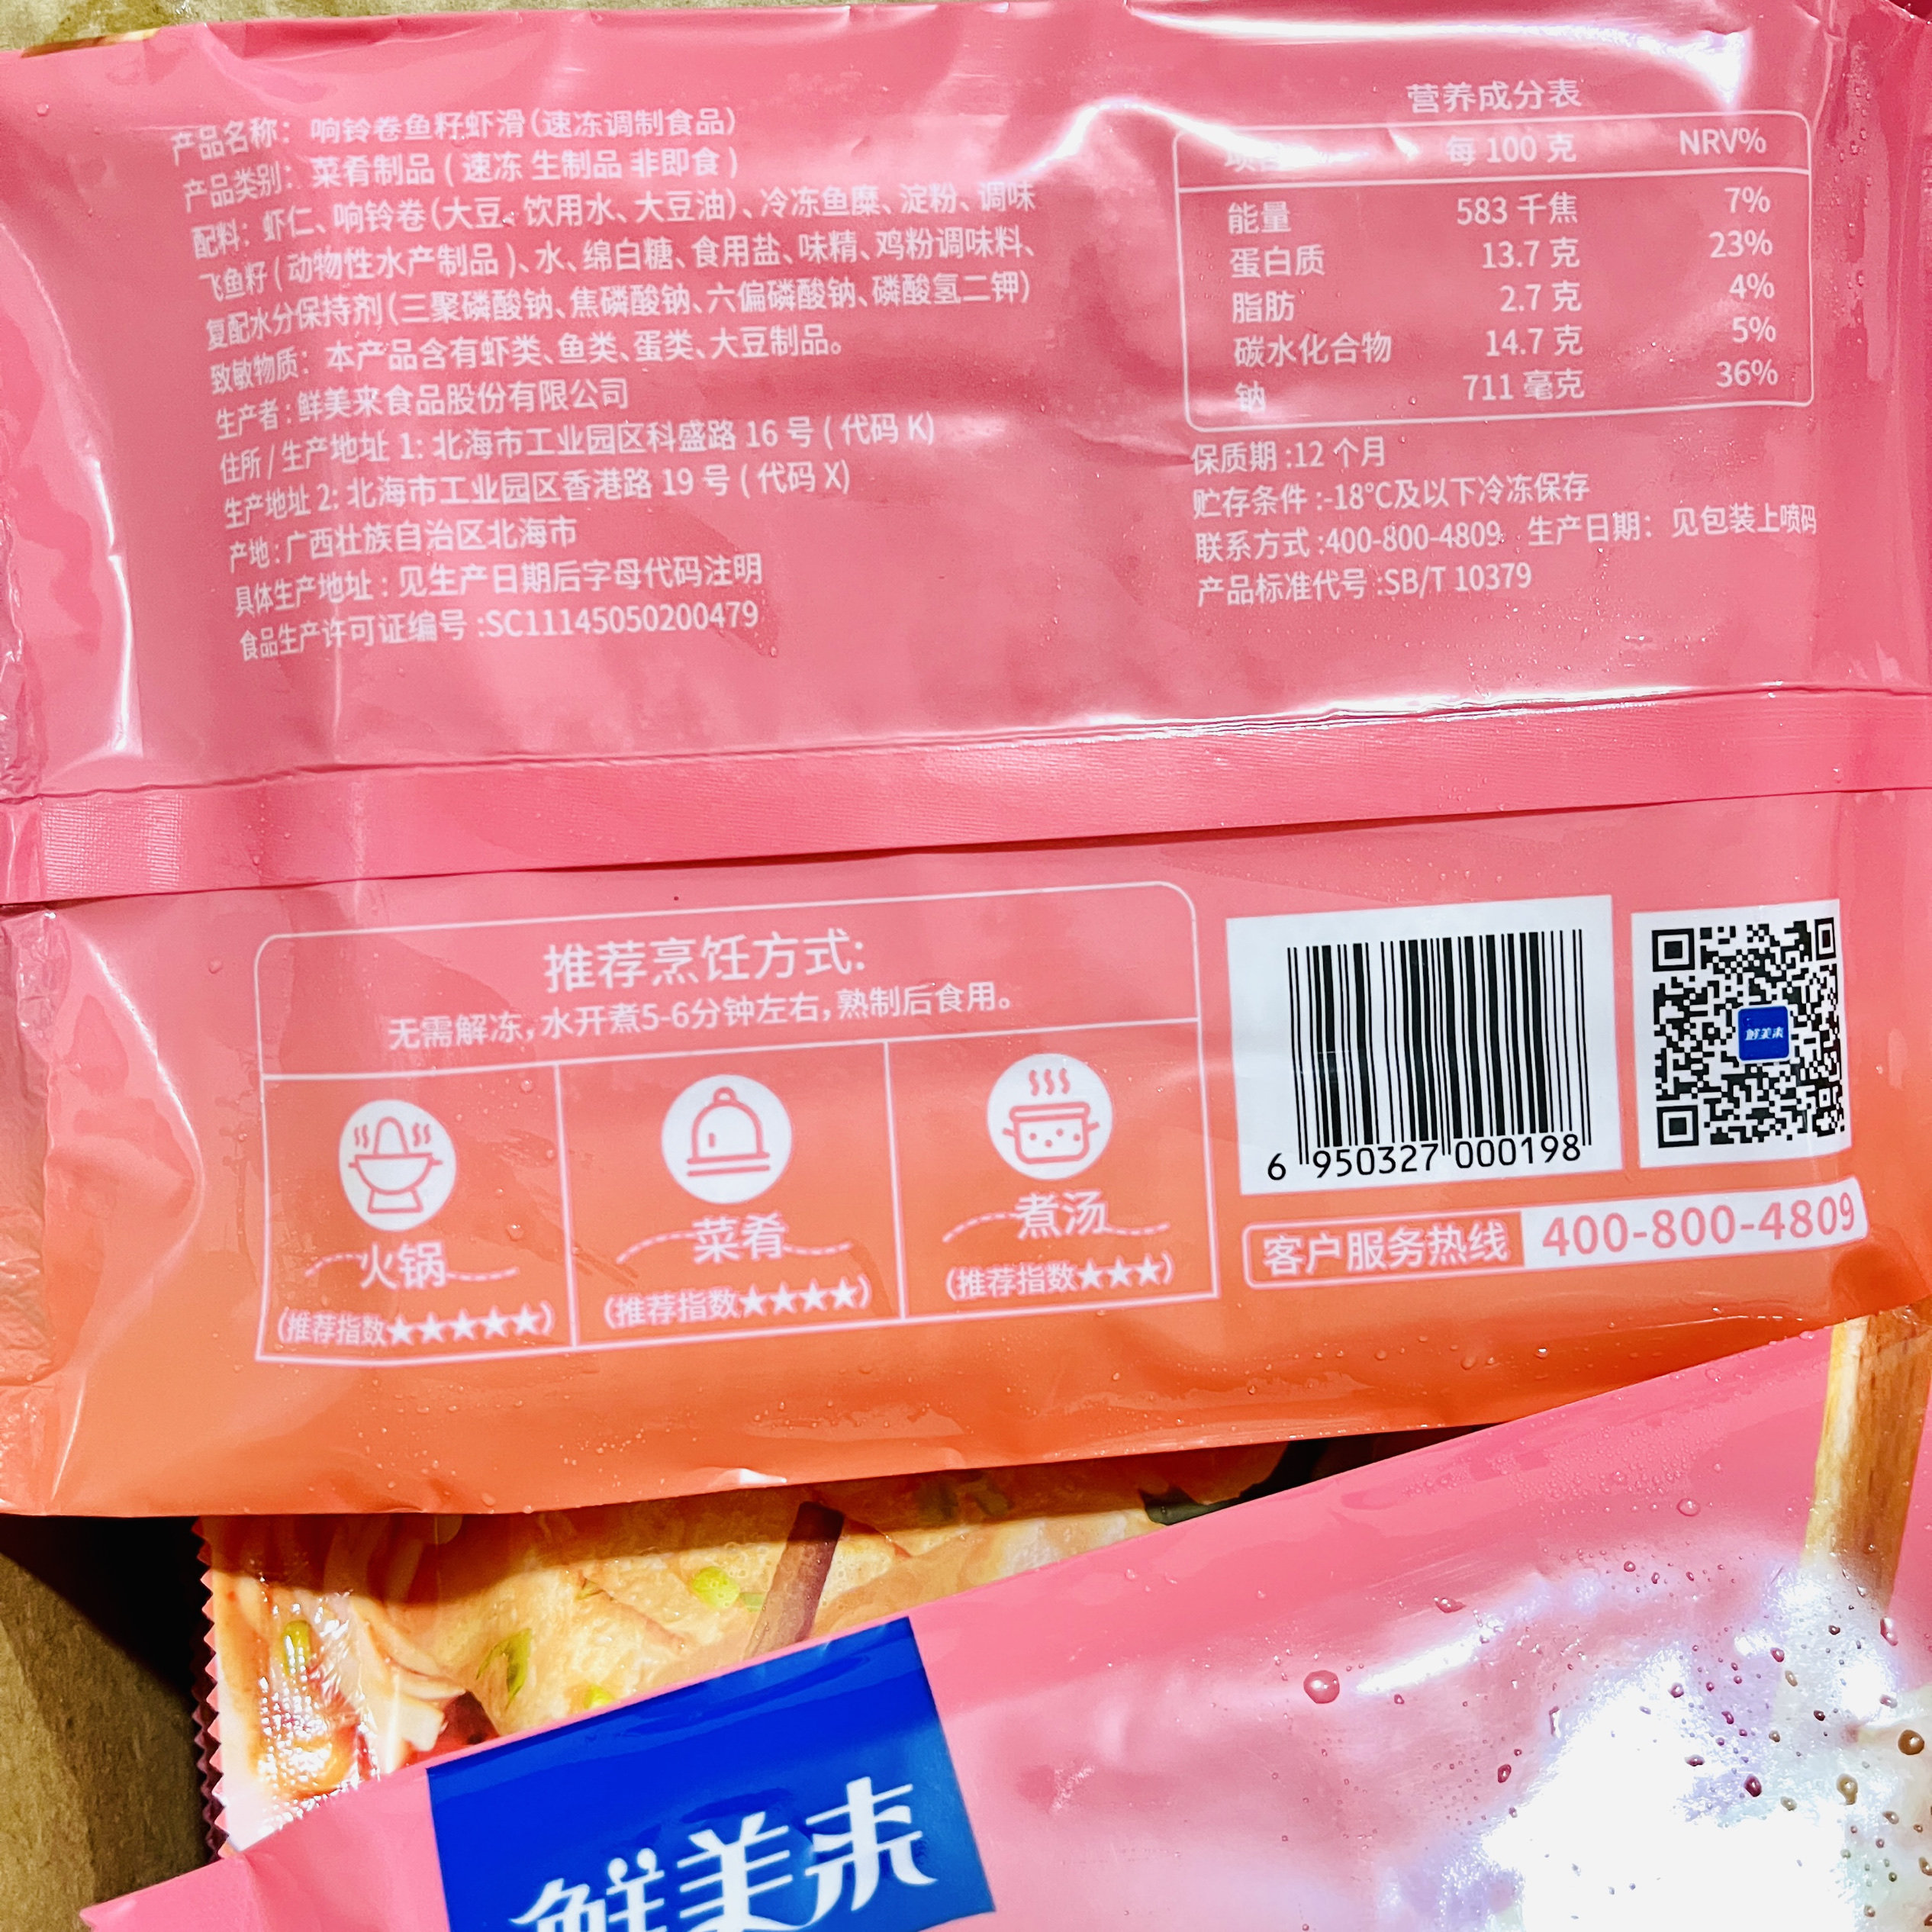 产品名称：响铃卷鱼籽虾滑（速冻调制食品）
产品类别：菜肴制品（速冻 生制品 非即食）
配料：虾仁、响铃卷（大豆、饮用水、大豆油）、冷冻鱼糜、淀粉、调味
飞鱼籽（动物性水产制品）、水、绵白糖、食用盐、味精、鸡粉调味料、
复配水分保持剂（三聚磷酸钠、焦磷酸钠、六偏磷酸钠、磷酸氢二钾）
致敏物质：本产品含有虾类、鱼类、蛋类、大豆制品。
生产者：鲜美来食品股份有限公司
住所/生产地址 1：北海市工业园区科盛路 16 号（代码 K）
生产地址 2：北海市工业园区香港路 19 号（代码 X）
产地：广西壮族自治区北海市
具体生产地址：见生产日期后字母代码注明
食品生产许可证编号：SC11145050200479
营养成分表
每 100 克 NRV%
能量 583 千焦 7%
蛋白质 13.7 克 23%
脂肪 2.7 克 4%
碳水化合物 14.7 克 5%
钠 711 毫克 36%
保质期：12 个月
贮存条件：-18℃及以下冷冻保存
联系方式：400-800-4809 生产日期：见包装上喷码
产品标准代号：SB/T 10379
推荐烹饪方式：
无需解冻，水开煮5-6分钟左右，熟制后食用。
火锅
（推荐指数★★★★★）
菜肴
（推荐指数★★★★）
煮汤
（推荐指数★★★）
6 950327 000198
鲜美来
客户服务热线 400-800-4809
鲜美来